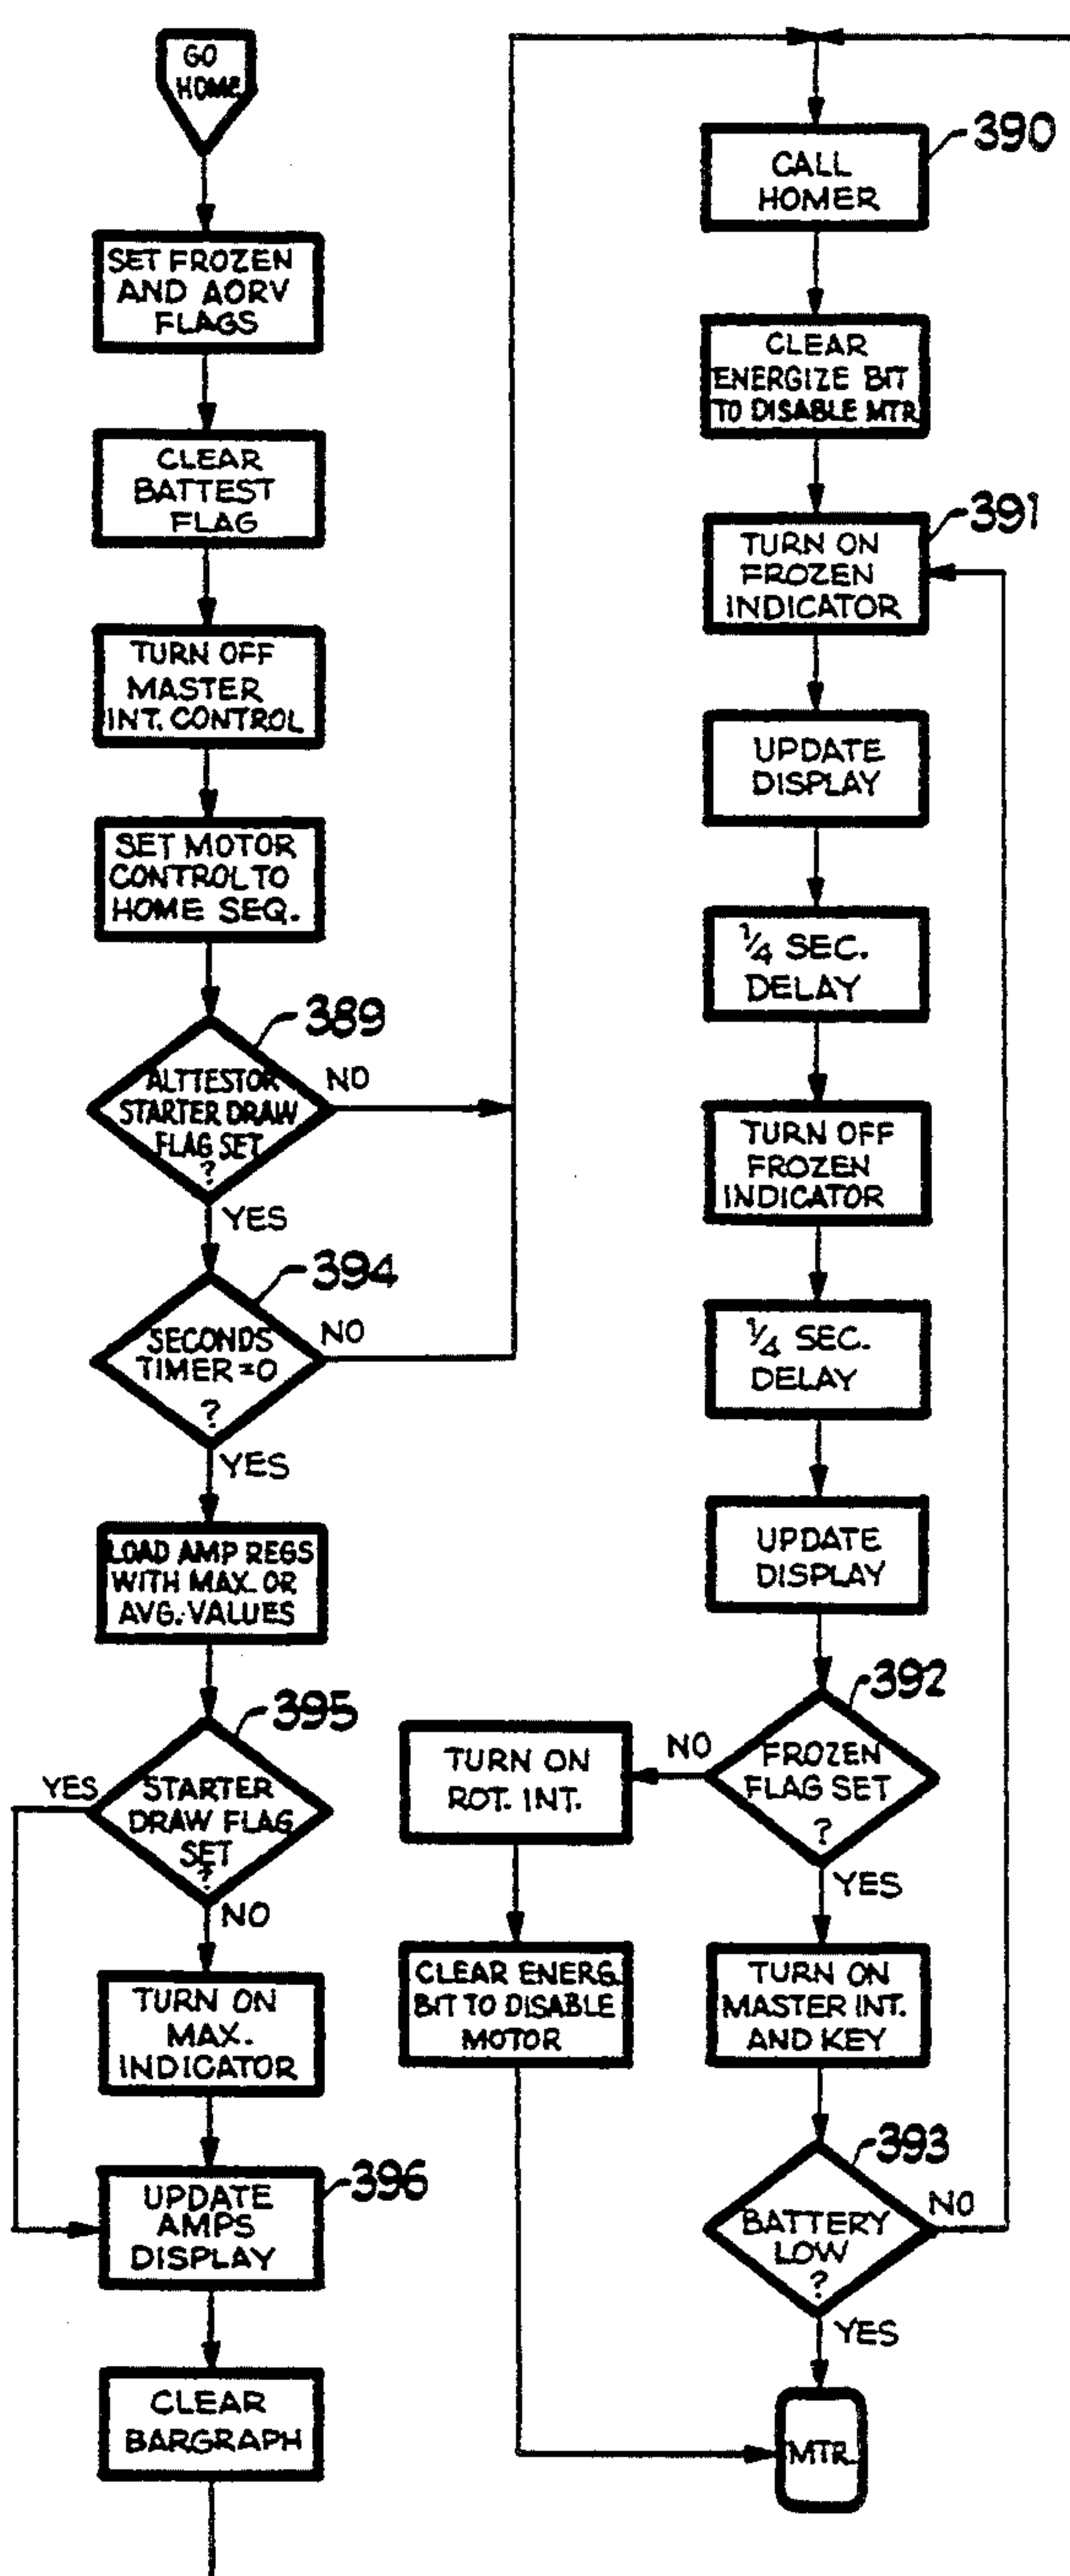 GO
HOME
SET FROZEN
AND AORV
FLAGS
CLEAR
BATTEST
FLAG
TURN OFF
MASTER
INT. CONTROL
SET MOTOR
CONTROL TO
HOME SEQ.
389
ALTTESTOR
STARTER DRAW
FLAG SET
?
NO
YES
394
SECONDS
TIMER =0
?
NO
YES
LOAD AMP REGS
WITH MAX. OR
AVG. VALUES
395
YES
STARTER
DRAW FLAG
SET
?
NO
TURN ON
MAX.
INDICATOR
396
UPDATE
AMPS
DISPLAY
CLEAR
BARGRAPH
390
CALL
HOMER
CLEAR
ENERGIZE BIT
TO DISABLE MTR
391
TURN ON
FROZEN
INDICATOR
UPDATE
DISPLAY
1/4 SEC.
DELAY
TURN OFF
FROZEN
INDICATOR
1/4 SEC.
DELAY
UPDATE
DISPLAY
392
FROZEN
FLAG SET
?
NO
YES
TURN ON
ROT. INT.
CLEAR ENERG.
BIT TO DISABLE
MOTOR
TURN ON
MASTER INT.
AND KEY
393
BATTERY
LOW
?
NO
YES
MTR.